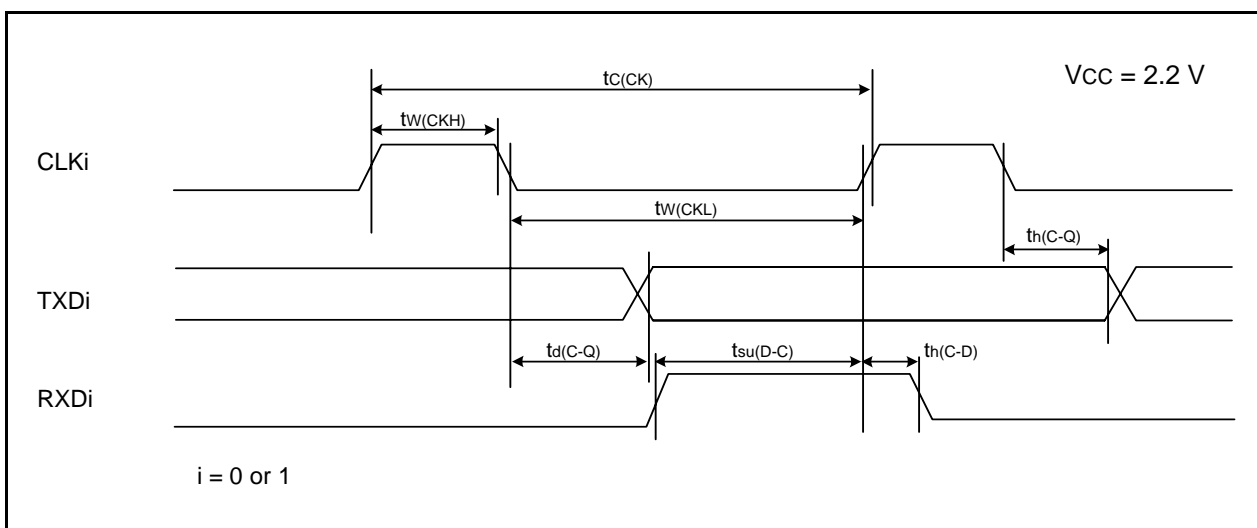 VCC = 2.2 V
tC(CK)
tW(CKH)
CLKi
tW(CKL)
th(C-Q)
TXDi
td(C-Q)
tsu(D-C)
th(C-D)
RXDi
i = 0 or 1